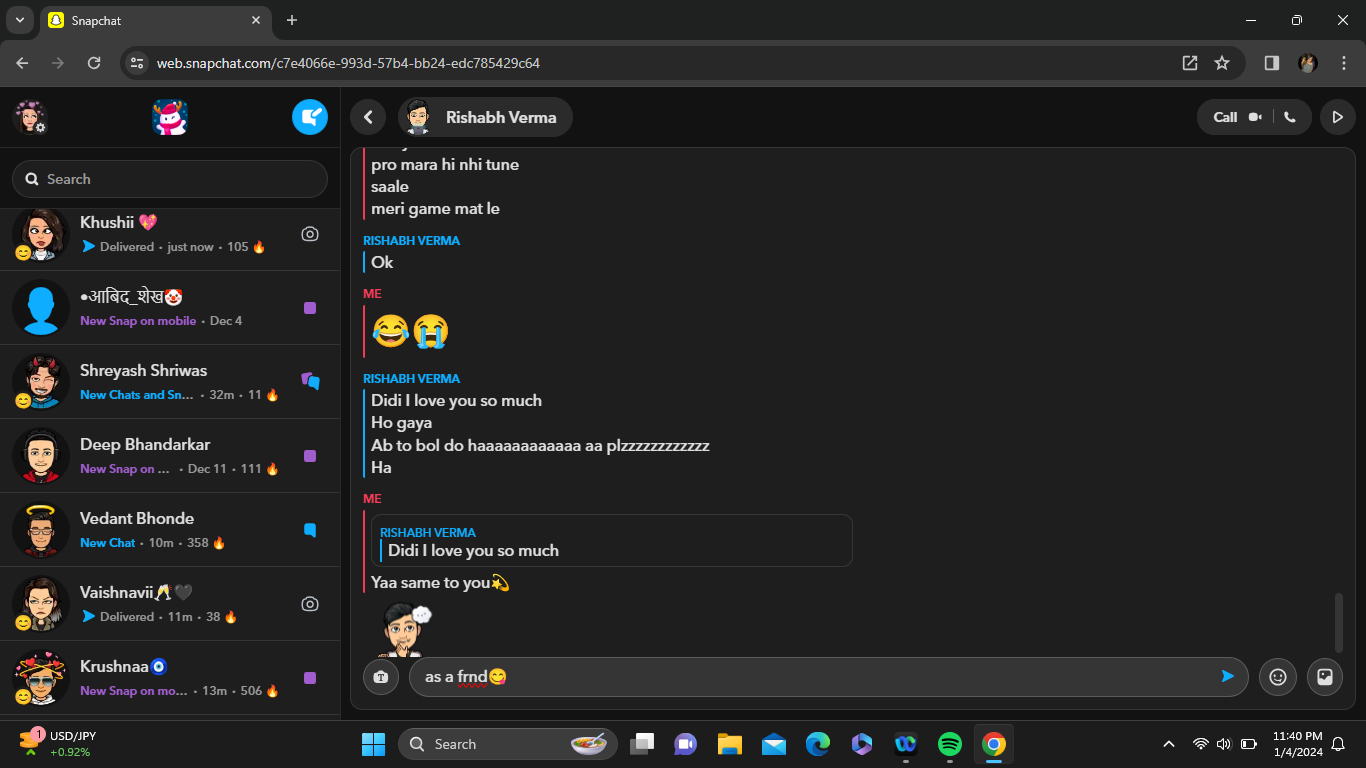 Snapchat
web.snapchat.com/c7e4066e-993d-57b4-bb24-edc785429c64
Search
Khushii 💖
Delivered · just now · 105 🔥
•आबिद_शेख🤡
New Snap on mobile · Dec 4
Shreyash Shriwas
New Chats and Sn... · 32m · 11 🔥
Deep Bhandarkar
New Snap on ... · Dec 11 · 111 🔥
Vedant Bhonde
New Chat · 10m · 358 🔥
Vaishnavii🥂🖤
Delivered · 11m · 38 🔥
Krushnaa🧿
New Snap on mo... · 13m · 506 🔥
Rishabh Verma
Call
pro mara hi nhi tune
saale
meri game mat le
RISHABH VERMA
Ok
ME
😂😭
RISHABH VERMA
Didi I love you so much
Ho gaya
Ab to bol do haaaaaaaaaaaa aa plzzzzzzzzzzzz
Ha
ME
RISHABH VERMA
Didi I love you so much
Yaa same to you💫
as a frnd😋
1
USD/JPY
+0.92%
Search
11:40 PM
1/4/2024